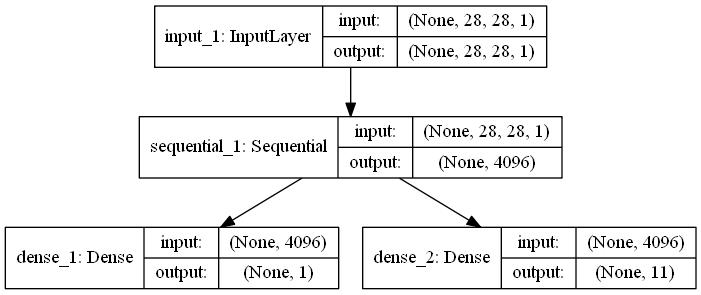 input_1: InputLayer
input:
(None, 28, 28, 1)
output:
(None, 28, 28, 1)
sequential_1: Sequential
input:
(None, 28, 28, 1)
output:
(None, 4096)
dense_1: Dense
input:
(None, 4096)
output:
(None, 1)
dense_2: Dense
input:
(None, 4096)
output:
(None, 11)